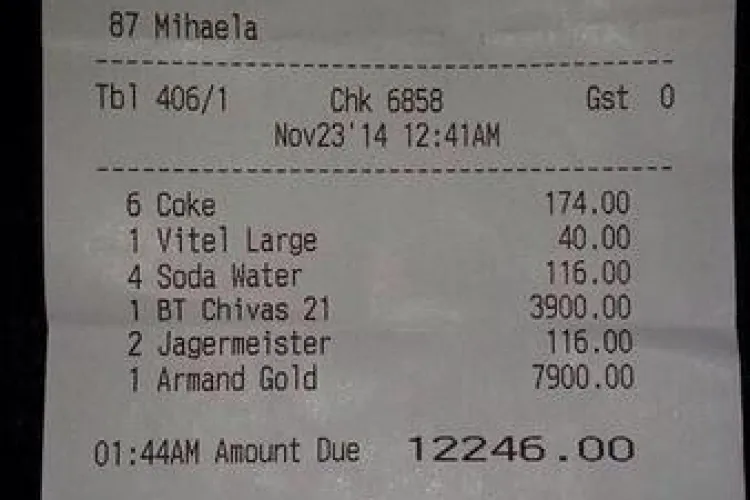 87 Mihaela
Tbl 406/1 Chk 6858 Gst 0
Nov23'14 12:41AM
6 Coke 174.00
1 Vitel Large 40.00
4 Soda Water 116.00
1 BT Chivas 21 3900.00
2 Jagermeister 116.00
1 Armand Gold 7900.00
01:44AM Amount Due 12246.00